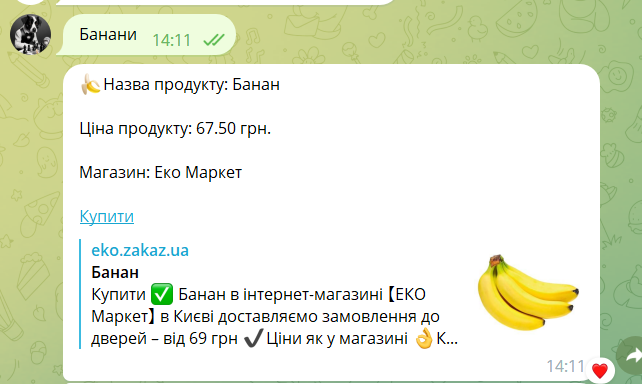 Банани 14:11
🍌Назва продукту: Банан
Ціна продукту: 67.50 грн.
Магазин: Еко Маркет
Купити
eko.zakaz.ua
Банан
Купити ✅ Банан в інтернет-магазині【ЕКО
Маркет】в Києві доставляємо замовлення до
дверей – від 69 грн ✔️Ціни як у магазині 👌К...
14:11